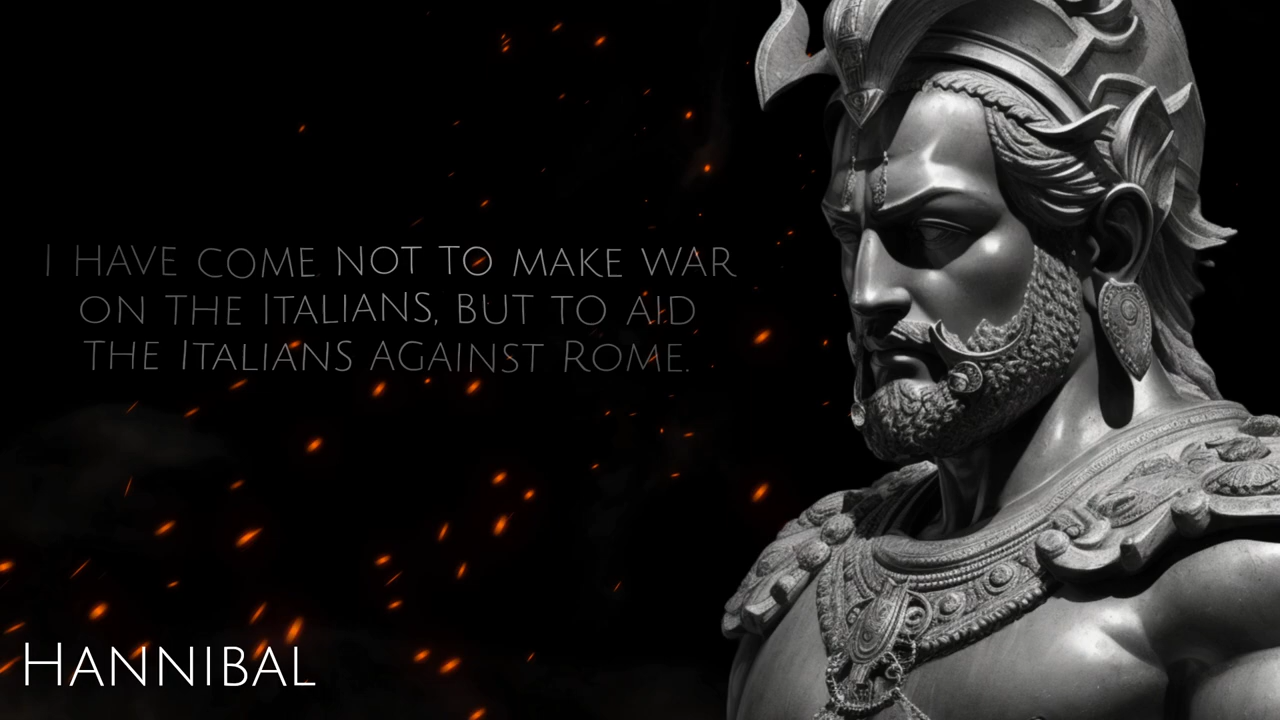 I HAVE COME NOT TO MAKE WAR
ON THE ITALIANS, BUT TO AID
THE ITALIANS AGAINST ROME.
HANNIBAL